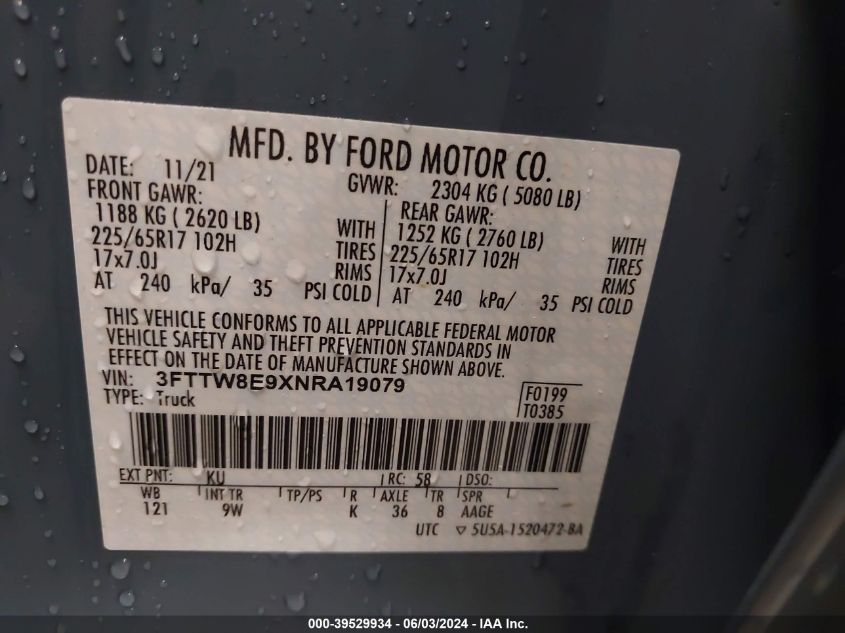 MFD. BY FORD MOTOR CO.
DATE: 11/21 GVWR: 2304 KG ( 5080 LB)
FRONT GAWR: REAR GAWR:
1188 KG ( 2620 LB) WITH 1252 KG ( 2760 LB) WITH
225/65R17 102H TIRES 225/65R17 102H TIRES
17x7.0J RIMS 17x7.0J RIMS
AT 240 kPa/ 35 PSI COLD AT 240 kPa/ 35 PSI COLD
THIS VEHICLE CONFORMS TO ALL APPLICABLE FEDERAL MOTOR
VEHICLE SAFETY AND THEFT PREVENTION STANDARDS IN
EFFECT ON THE DATE OF MANUFACTURE SHOWN ABOVE.
VIN: 3FTTW8E9XNRA19079 F0199
TYPE: Truck T0385
EXT PNT: KU RC: 58 DSO:
WB INT TR TP/PS R AXLE TR SPR
121 9W K 36 8 AAGE
UTC ▽ 5U5A-1520472-BA
000-39529934 - 06/03/2024 - IAA Inc.